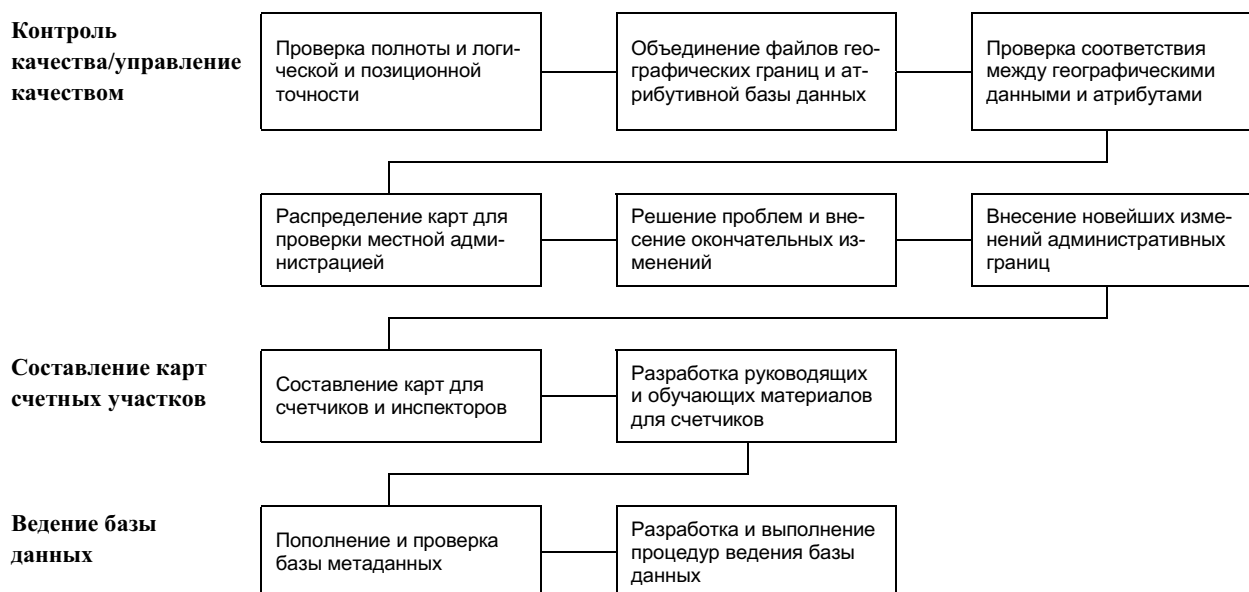 Контроль
качества/управление
качеством
Проверка полноты и логи-
ческой и позиционной
точности
Объединение файлов гео-
графических границ и ат-
рибутивной базы данных
Проверка соответствия
между географическими
данными и атрибутами
Распределение карт для
проверки местной адми-
нистрацией
Решение проблем и вне-
сение окончательных из-
менений
Внесение новейших изме-
нений административных
границ
Составление карт
счетных участков
Составление карт для
счетчиков и инспекторов
Разработка руководящих
и обучающих материалов
для счетчиков
Ведение базы
данных
Пополнение и проверка
базы метаданных
Разработка и выполнение
процедур ведения базы
данных